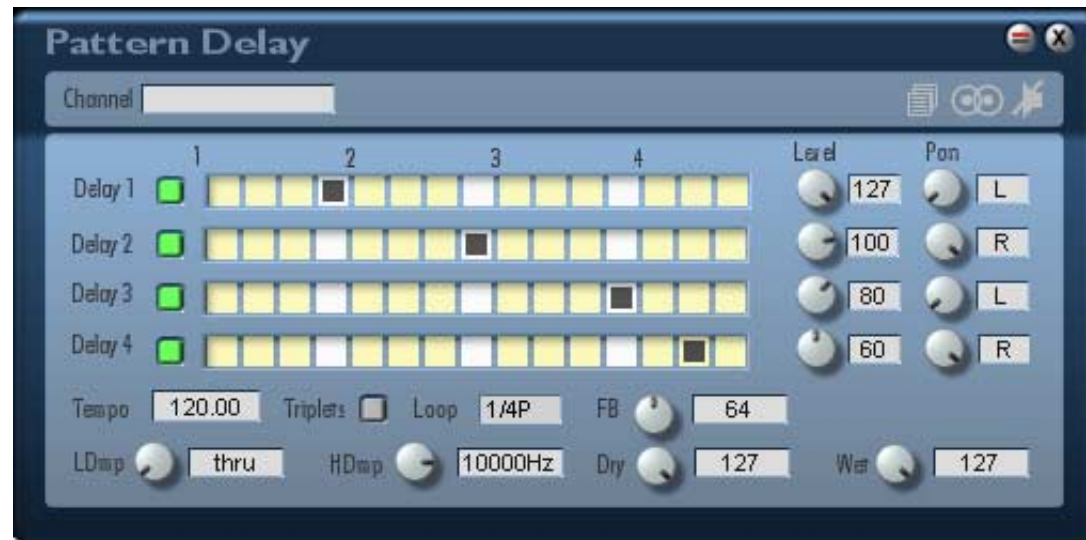 Pattern Delay
Channel
1 2 3 4 Level Pan
Delay 1 127 L
Delay 2 100 R
Delay 3 80 L
Delay 4 60 R
Tempo 120.00 Triplets Loop 1/4P FB 64
LDmp thru HDmp 10000Hz Dry 127 Wet 127